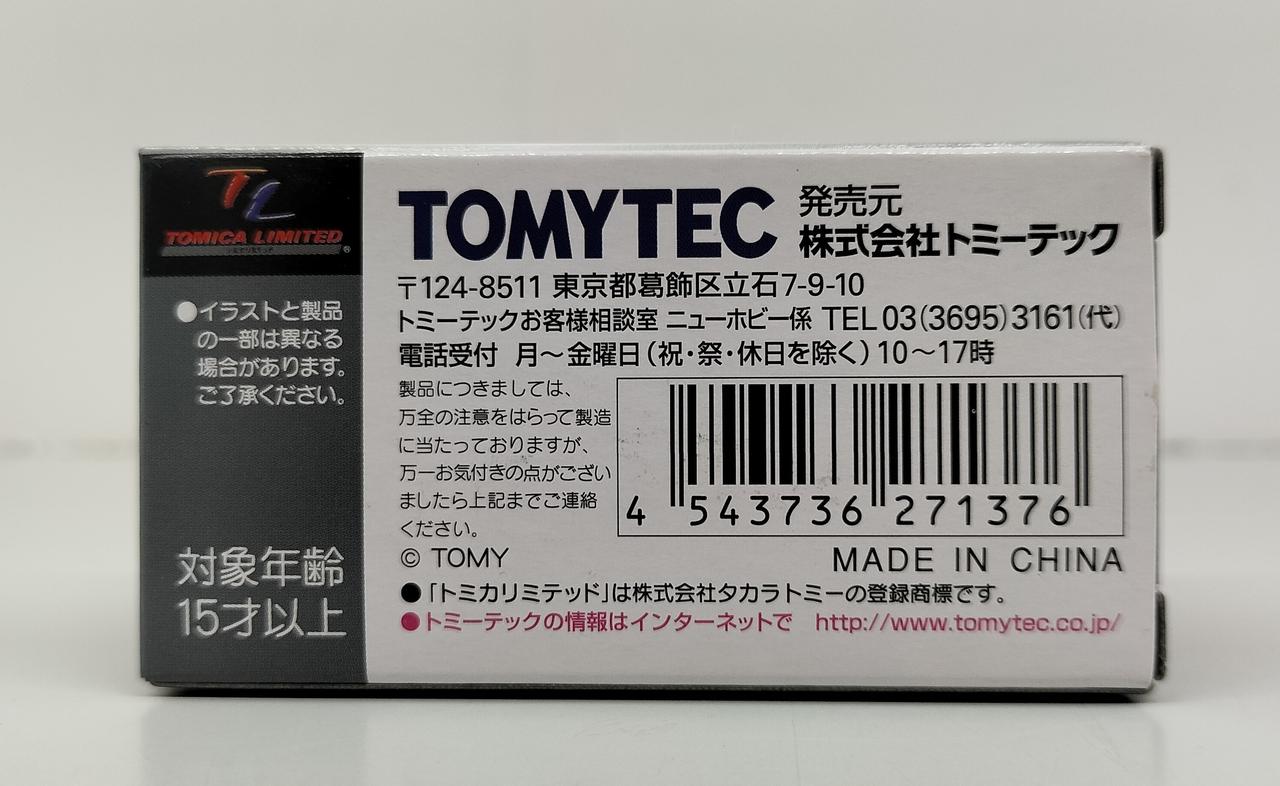 TL
TOMICA LIMITED
®
●イラストと製品
の一部は異なる
場合があります。
ご了承ください。
対象年齢
15才以上
TOMYTEC 発売元
株式会社トミーテック
〒124-8511 東京都葛飾区立石7-9-10
トミーテックお客様相談室 ニューホビー係 TEL 03(3695)3161(代)
電話受付 月～金曜日(祝・祭・休日を除く)10～17時
製品につきましては、
万全の注意をはらって製造
に当たっておりますが、
万一お気付きの点がござい
ましたら上記までご連絡
ください。
4 543736 271376
© TOMY MADE IN CHINA
●「トミカリミテッド」は株式会社タカラトミーの登録商標です。
●トミーテックの情報はインターネットで http://www.tomytec.co.jp/